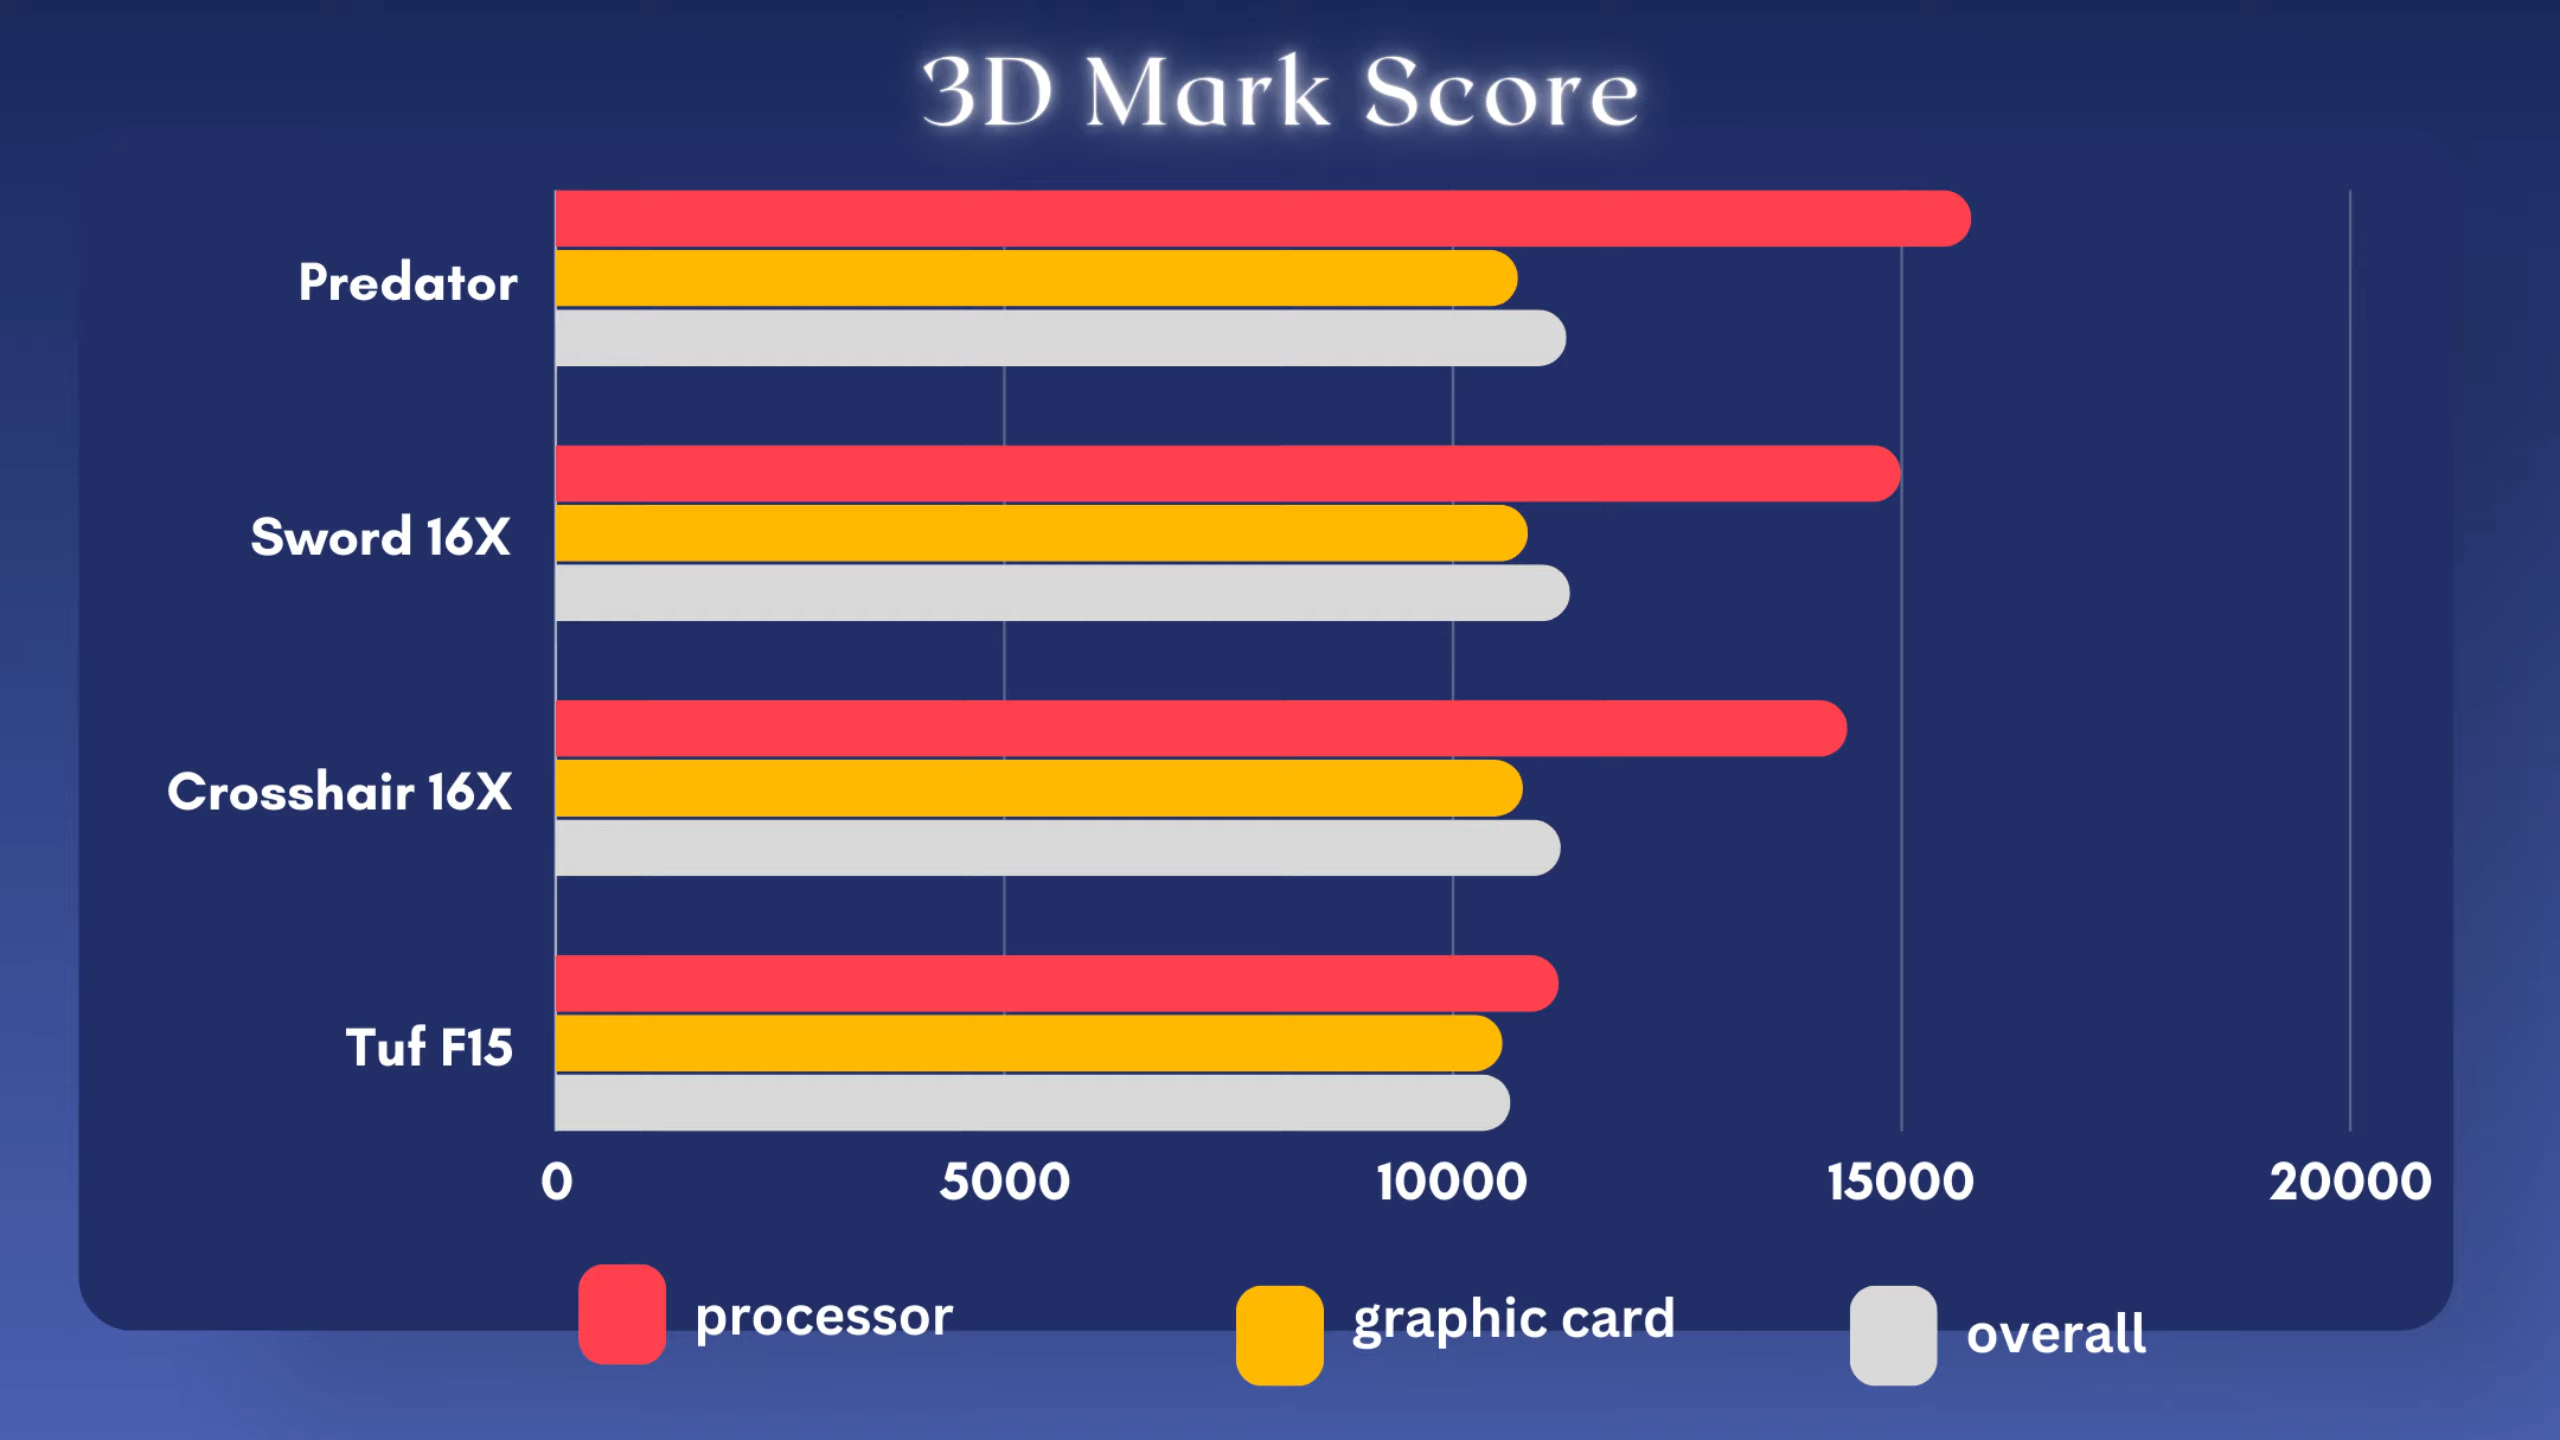 3D Mark Score
Predator
Sword 16X
Crosshair 16X
Tuf F15
0 5000 10000 15000 20000
processor graphic card overall